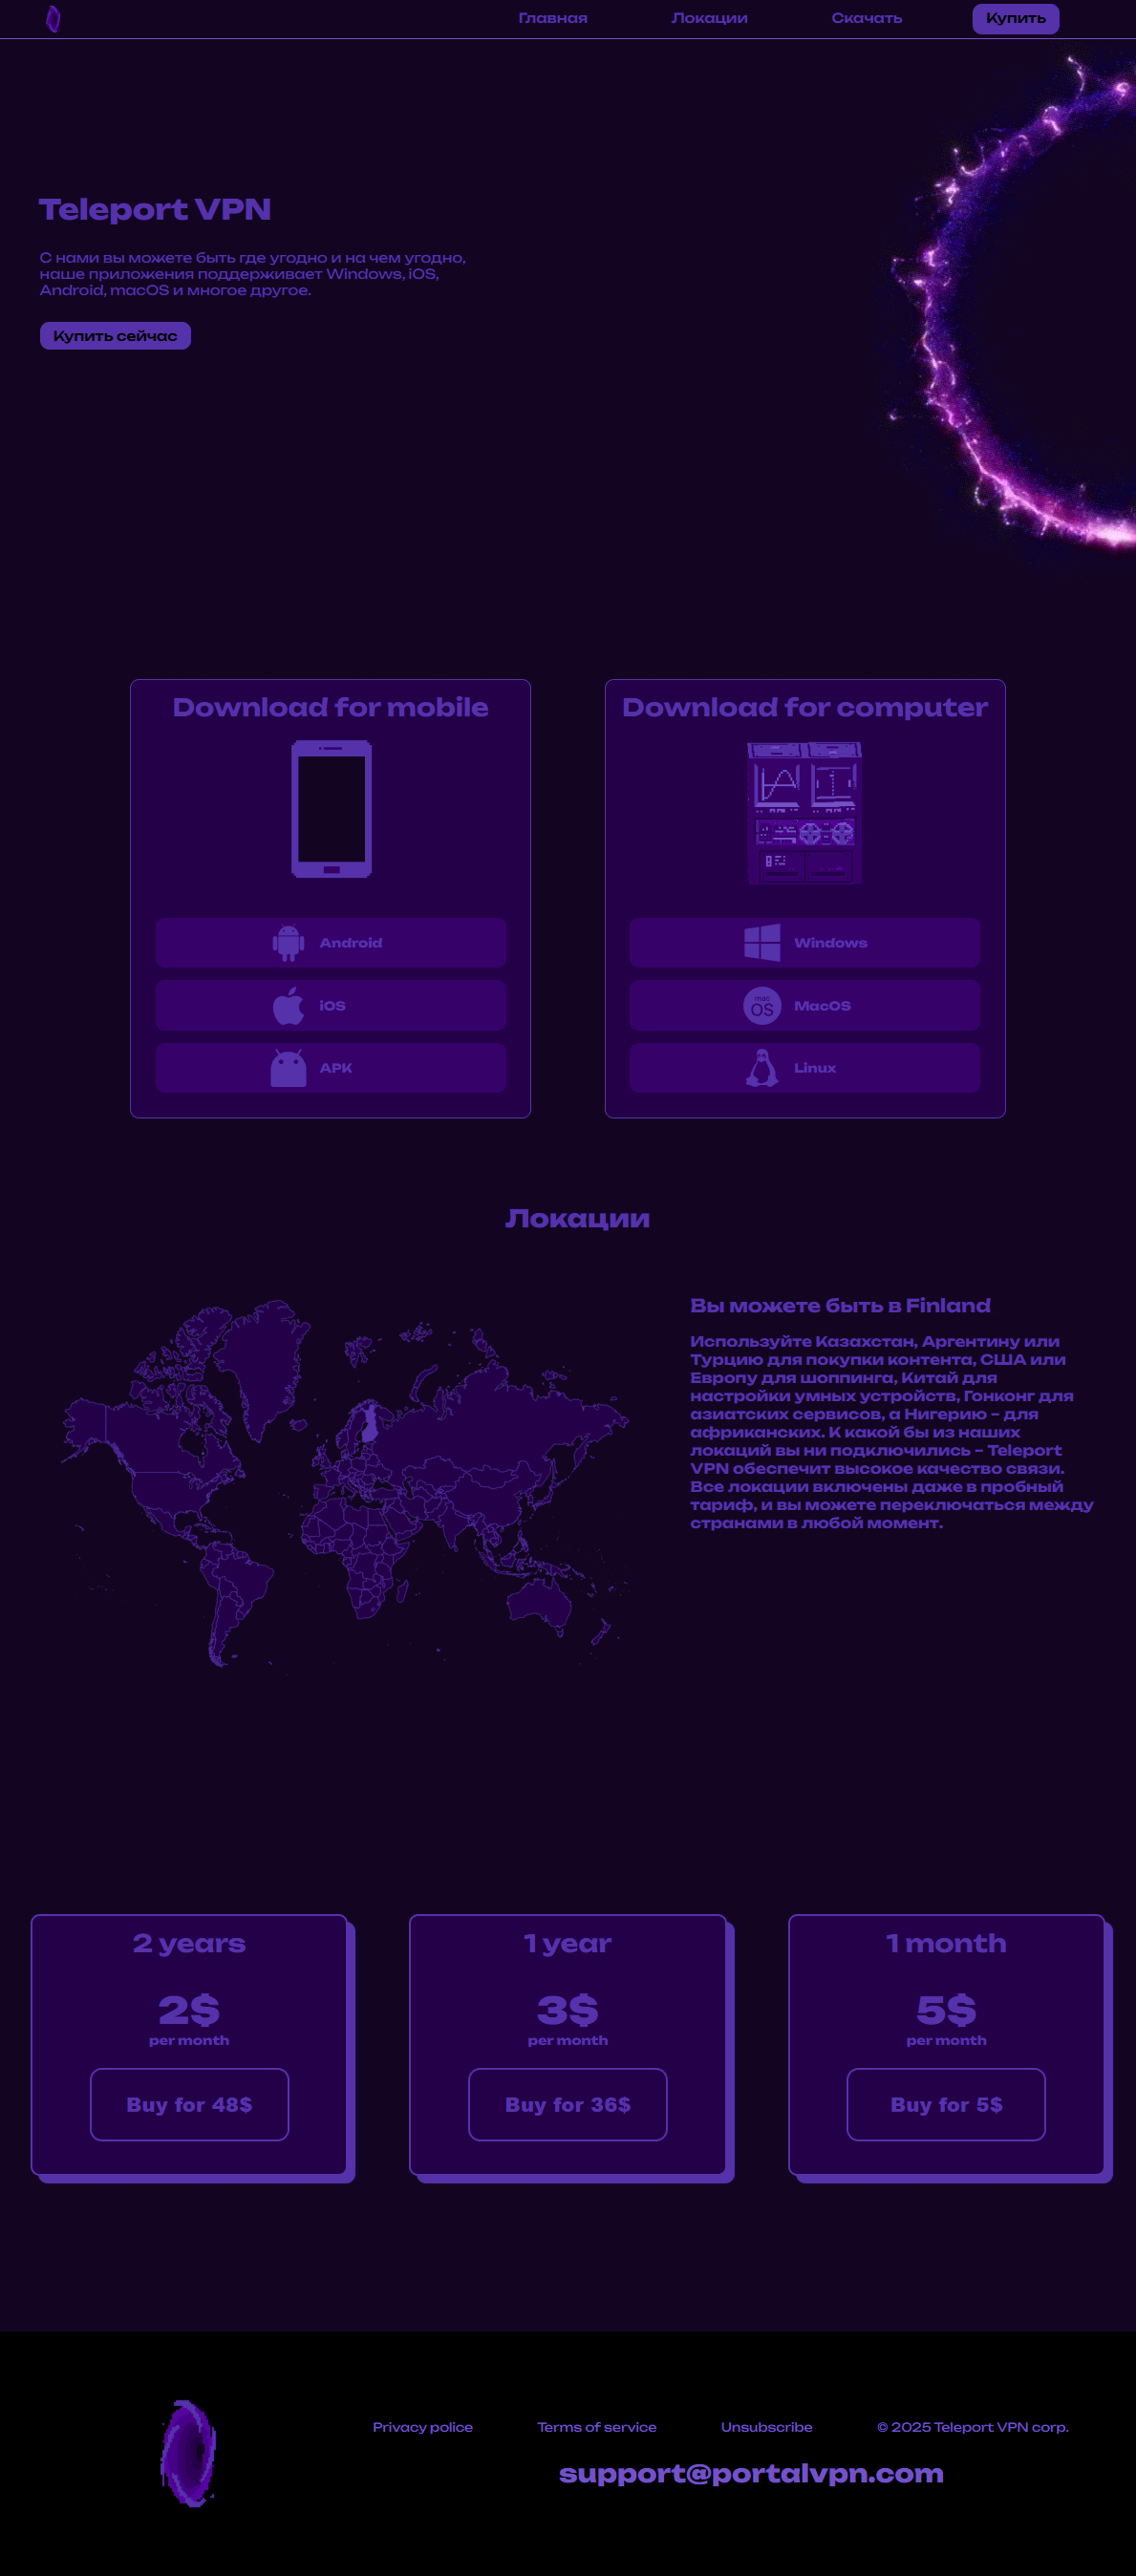 Главная
Локации
Скачать
Купить
Teleport VPN
С нами вы можете быть где угодно и на чем угодно,
наше приложения поддерживает Windows, iOS,
Android, macOS и многое другое.
Купить сейчас
Download for mobile
Android
iOS
APK
Download for computer
Windows
mac
OS
MacOS
Linux
Локации
Вы можете быть в Finland
Используйте Казахстан, Аргентину или
Турцию для покупки контента, США или
Европу для шоппинга, Китай для
настройки умных устройств, Гонконг для
азиатских сервисов, а Нигерию – для
африканских. К какой бы из наших
локаций вы ни подключились – Teleport
VPN обеспечит высокое качество связи.
Все локации включены даже в пробный
тариф, и вы можете переключаться между
странами в любой момент.
2 years
2$
per month
Buy for 48$
1 year
3$
per month
Buy for 36$
1 month
5$
per month
Buy for 5$
Privacy police
Terms of service
Unsubscribe
© 2025 Teleport VPN corp.
support@portalvpn.com